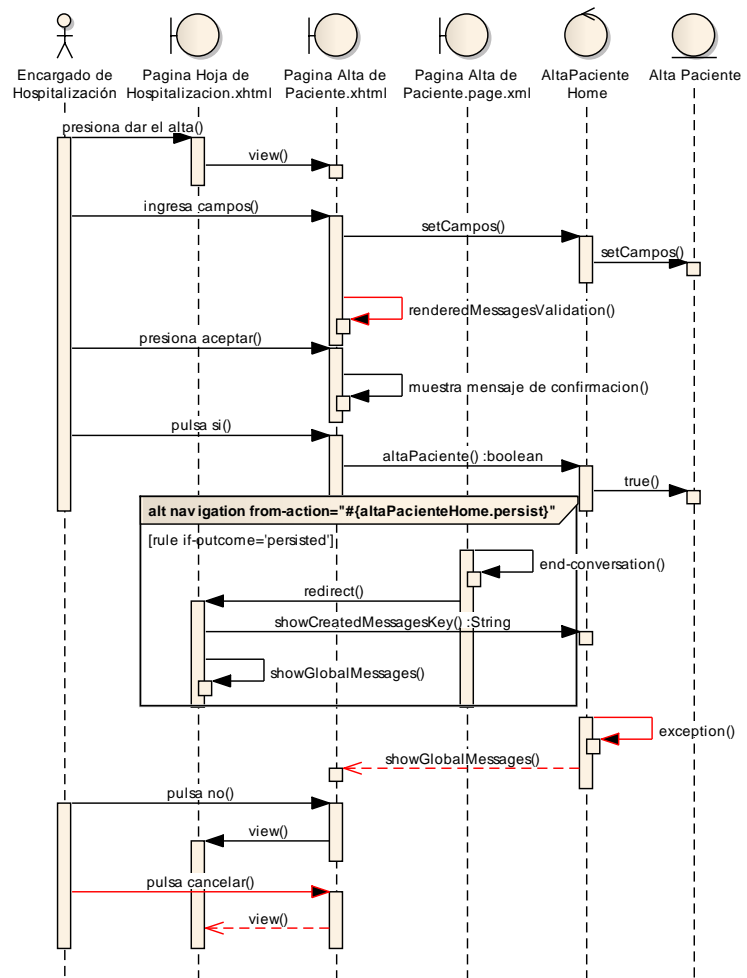 Encargado de
Hospitalización
Pagina Hoja de
Hospitalizacion.xhtml
Pagina Alta de
Paciente.xhtml
Pagina Alta de
Paciente.page.xml
AltaPaciente
Home
Alta Paciente
presiona dar el alta()
view()
ingresa campos()
setCampos()
setCampos()
renderedMessagesValidation()
presiona aceptar()
muestra mensaje de confirmacion()
pulsa si()
altaPaciente() :boolean
true()
alt navigation from-action="#{altaPacienteHome.persist}"
[rule if-outcome='persisted']
end-conversation()
redirect()
showCreatedMessagesKey() :String
showGlobalMessages()
exception()
showGlobalMessages()
pulsa no()
view()
pulsa cancelar()
view()